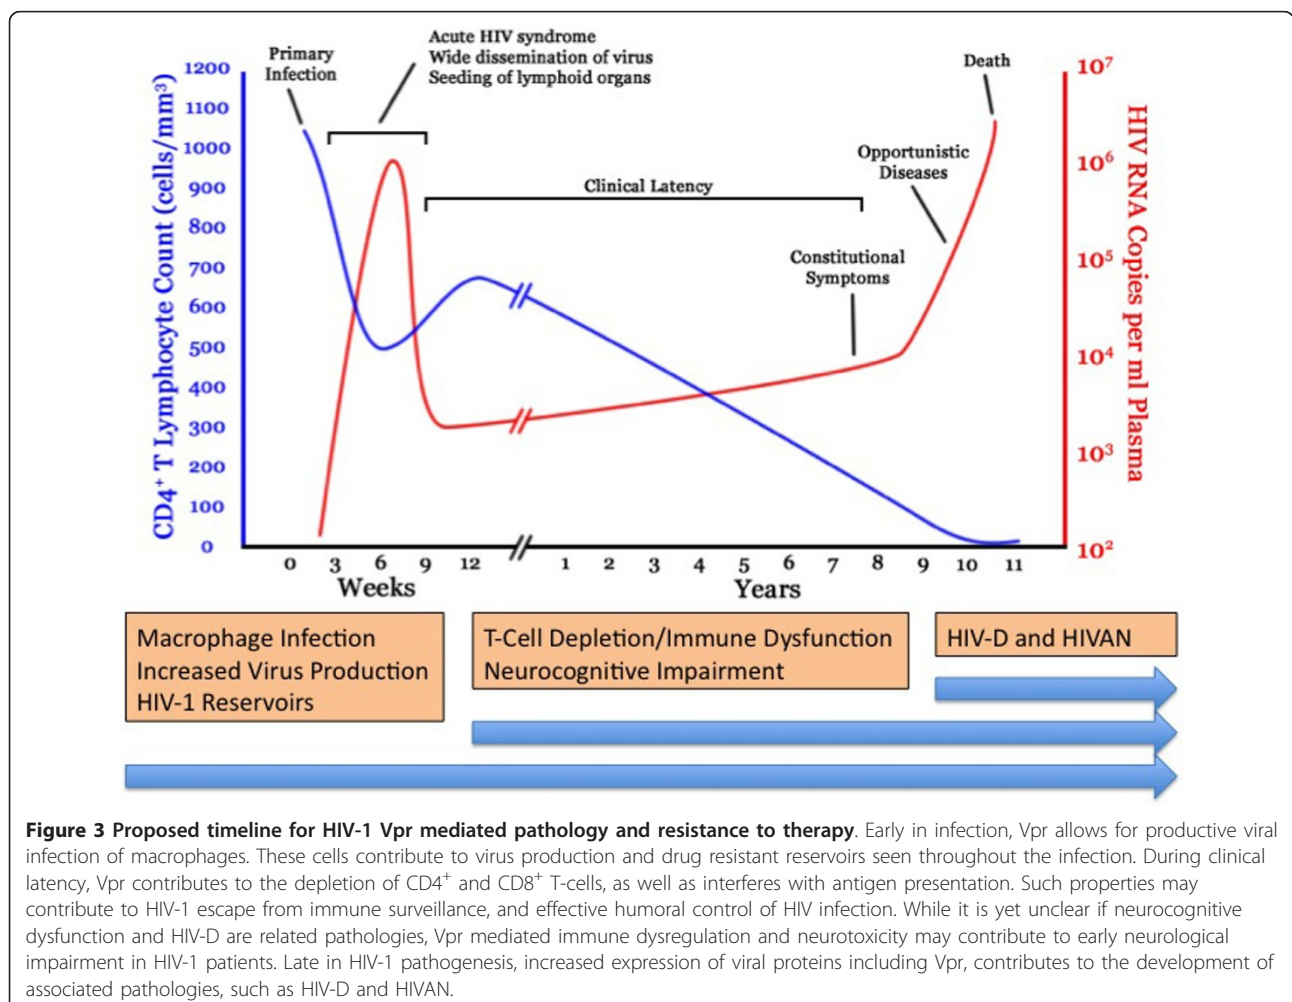 Primary
Infection
Acute HIV syndrome
Wide dissemination of virus
Seeding of lymphoid organs
Death
Opportunistic
Diseases
Clinical Latency
Constitutional
Symptoms
CD4⁺ T Lymphocyte Count (cells/mm³)
1200
1100
1000
900
800
700
600
500
400
300
200
100
0
HIV RNA Copies per ml Plasma
10⁷
10⁶
10⁵
10⁴
10³
10²
0 3 6 9 12 1 2 3 4 5 6 7 8 9 10 11
Weeks Years
Macrophage Infection
Increased Virus Production
HIV-1 Reservoirs
T-Cell Depletion/Immune Dysfunction
Neurocognitive Impairment
HIV-D and HIVAN
Figure 3 Proposed timeline for HIV-1 Vpr mediated pathology and resistance to therapy. Early in infection, Vpr allows for productive viral
infection of macrophages. These cells contribute to virus production and drug resistant reservoirs seen throughout the infection. During clinical
latency, Vpr contributes to the depletion of CD4⁺ and CD8⁺ T-cells, as well as interferes with antigen presentation. Such properties may
contribute to HIV-1 escape from immune surveillance, and effective humoral control of HIV infection. While it is yet unclear if neurocognitive
dysfunction and HIV-D are related pathologies, Vpr mediated immune dysregulation and neurotoxicity may contribute to early neurological
impairment in HIV-1 patients. Late in HIV-1 pathogenesis, increased expression of viral proteins including Vpr, contributes to the development of
associated pathologies, such as HIV-D and HIVAN.